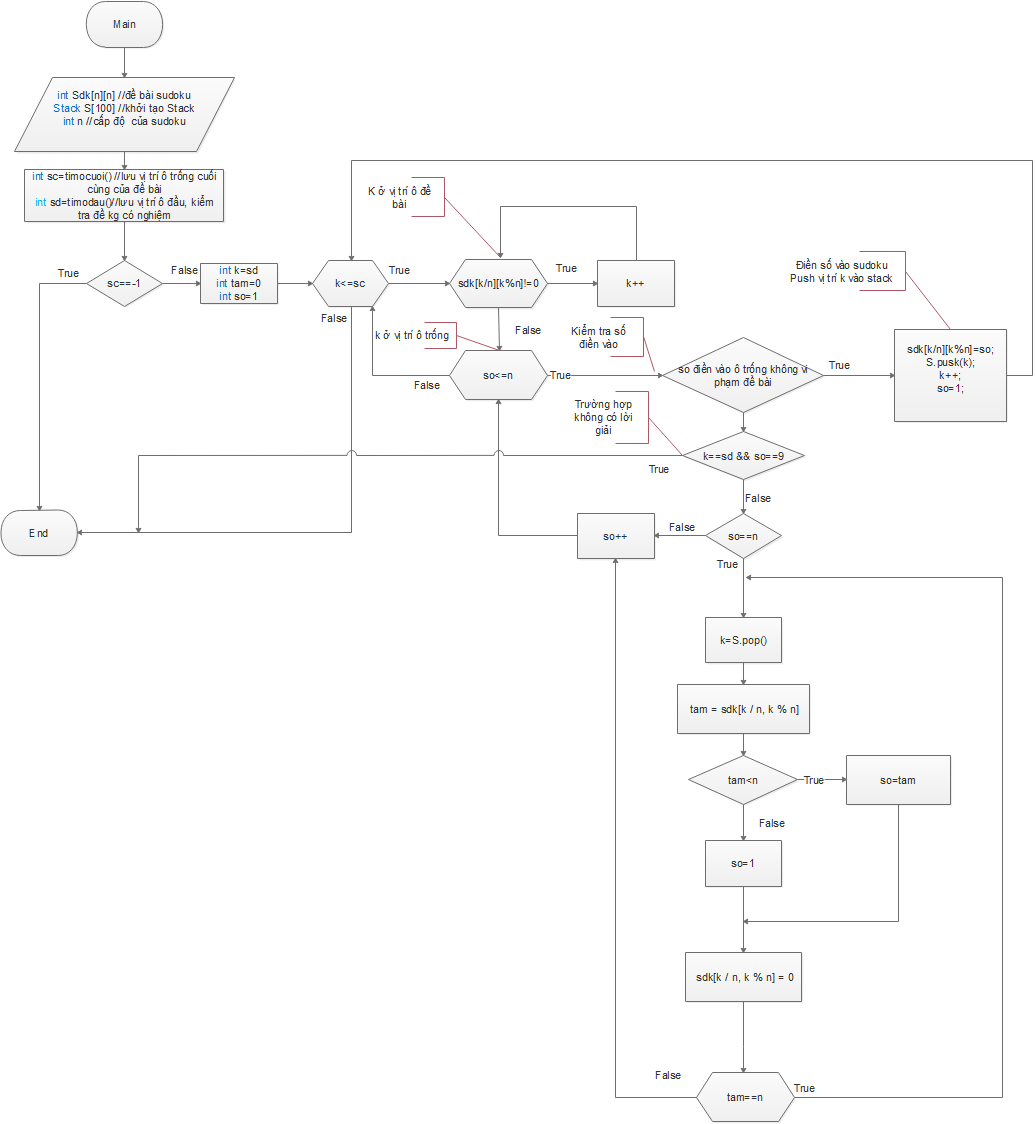 Main
int Sdk[n][n] //đề bài sudoku
Stack S[100] //khởi tạo Stack
int n //cấp độ của sudoku
int sc=timocuoi() //lưu vị trí ô trống cuối
cùng của đề bài
int sd=timodau()//lưu vị trí ô đầu, kiểm
tra đề kg có nghiệm
True
sc==-1
False
int k=sd
int tam=0
int so=1
k<=sc
True
False
K ở vị trí ô đề
bài
sdk[k/n][k%n]!=0
True
k++
False
k ở vị trí ô trống
so<=n
False
True
Kiểm tra số
điền vào
so điền vào ô trống không vi
phạm đề bài
True
Điền số vào sudoku
Push vị trí k vào stack
sdk[k/n][k%n]=so;
S.pusk(k);
k++;
so=1;
Trường hợp
không có lời
giải
k==sd && so==9
True
False
End
so++
False
so==n
True
k=S.pop()
tam = sdk[k / n, k % n]
tam<n
True
so=tam
False
so=1
sdk[k / n, k % n] = 0
False
tam==n
True